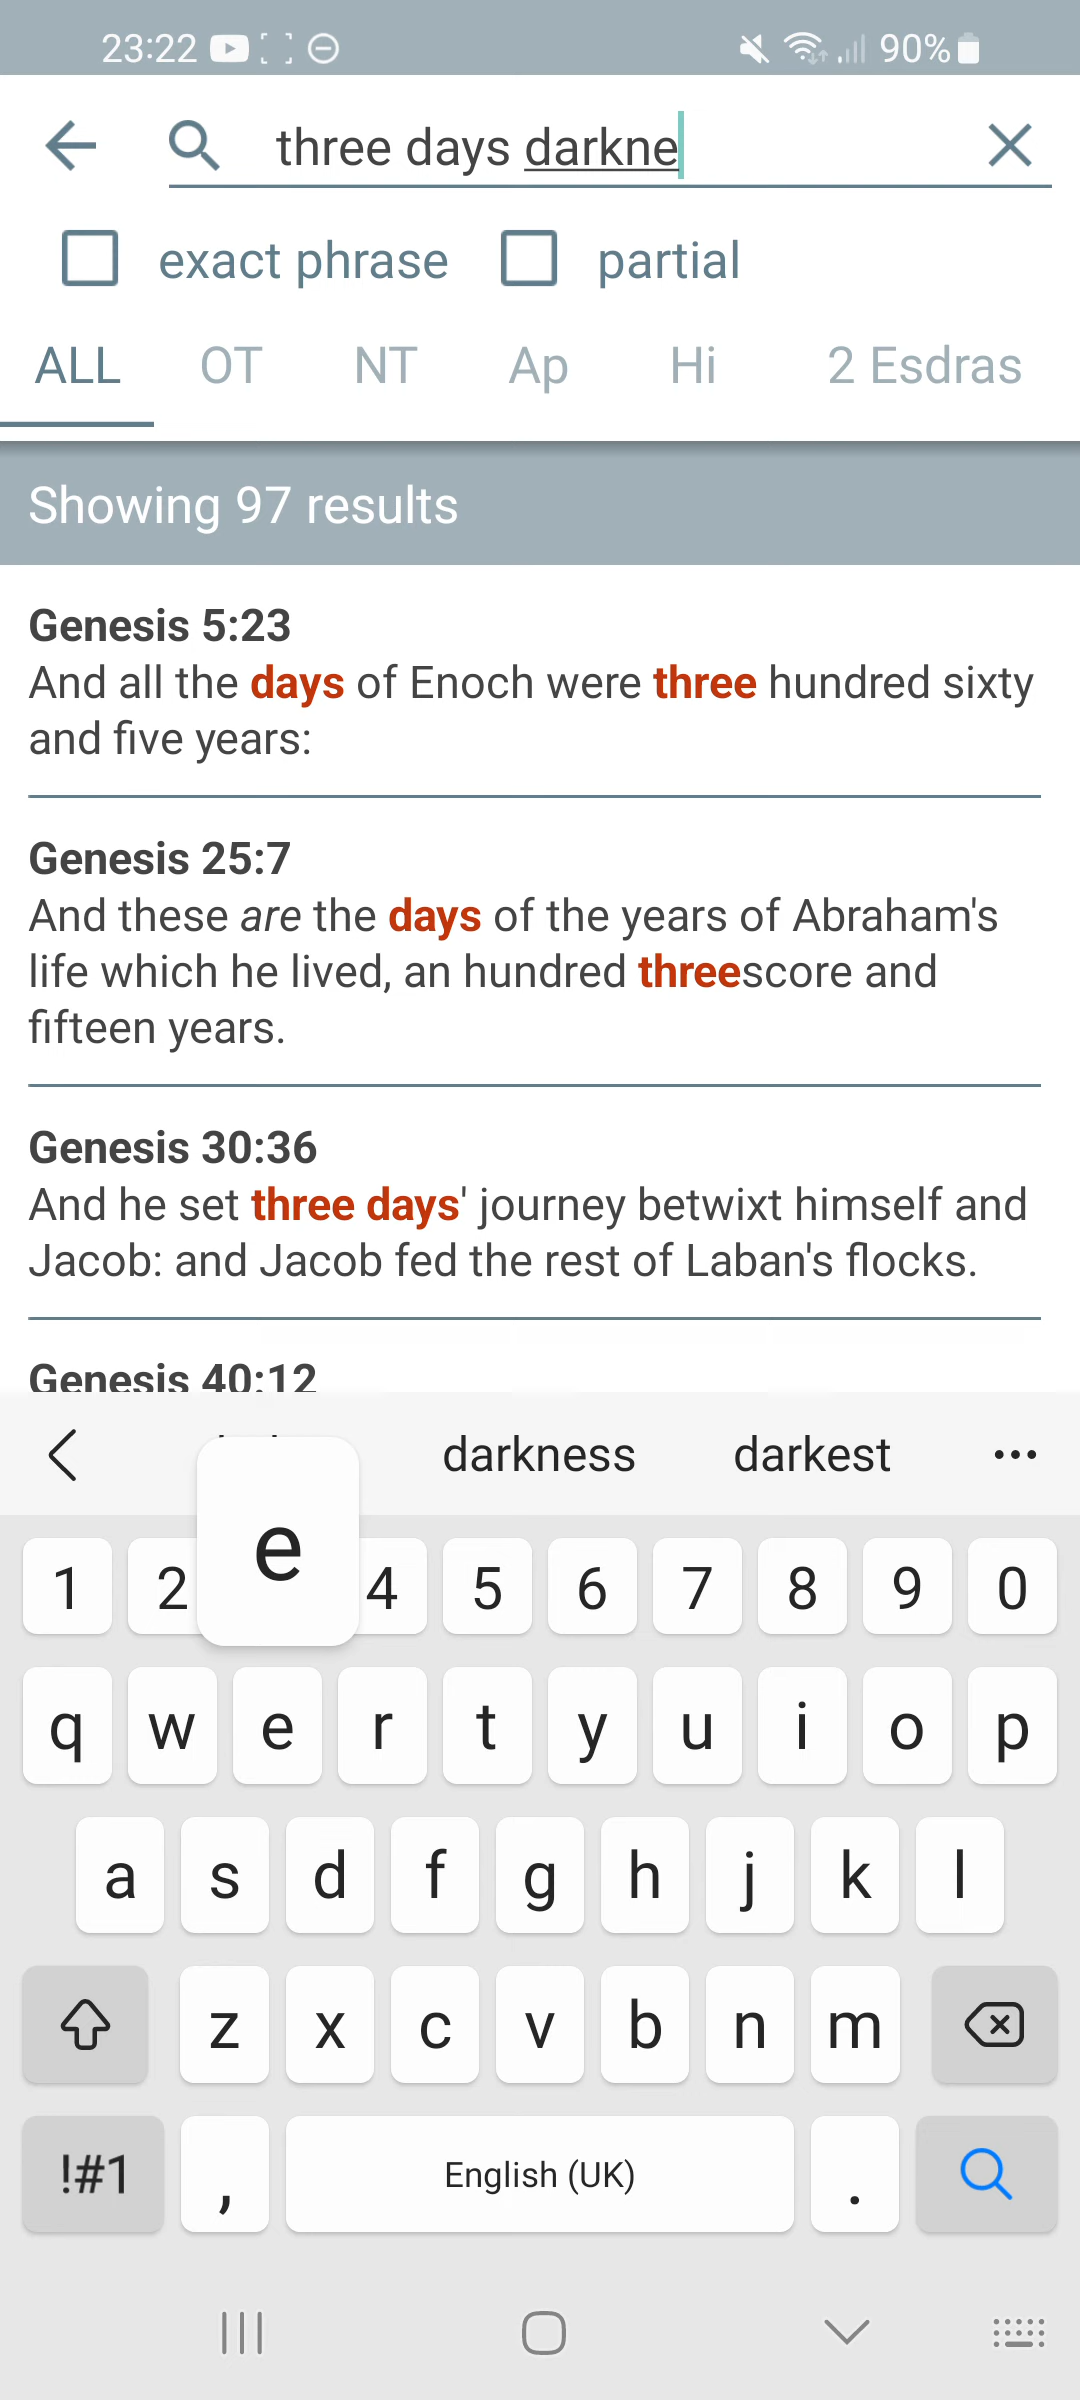 23:22 90%
three days darkne
exact phrase partial
ALL OT NT Ap Hi 2 Esdras
Showing 97 results
Genesis 5:23
And all the days of Enoch were three hundred sixty
and five years:
Genesis 25:7
And these are the days of the years of Abraham's
life which he lived, an hundred threescore and
fifteen years.
Genesis 30:36
And he set three days' journey betwixt himself and
Jacob: and Jacob fed the rest of Laban's flocks.
Genesis 40:12
darkness darkest
e
1 2 4 5 6 7 8 9 0
q w e r t y u i o p
a s d f g h j k l
z x c v b n m
!#1 , English (UK) .